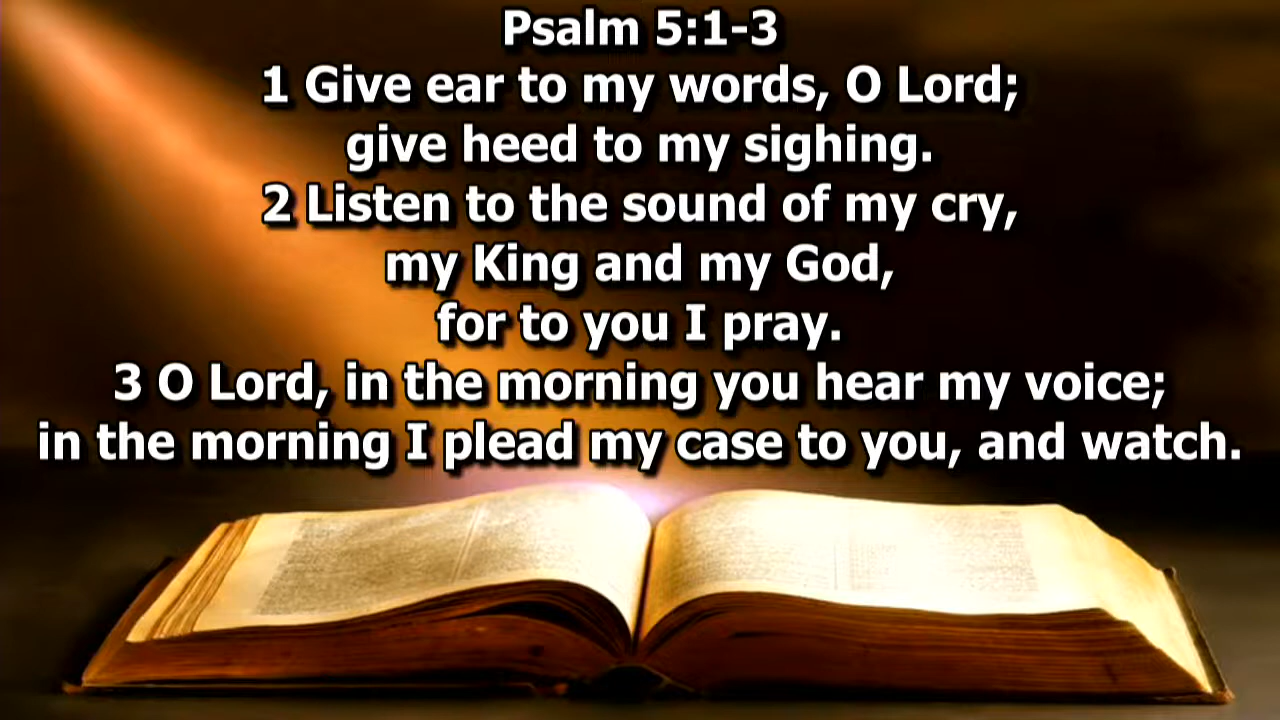 Psalm 5:1-3
1 Give ear to my words, O Lord;
give heed to my sighing.
2 Listen to the sound of my cry,
my King and my God,
for to you I pray.
3 O Lord, in the morning you hear my voice;
in the morning I plead my case to you, and watch.